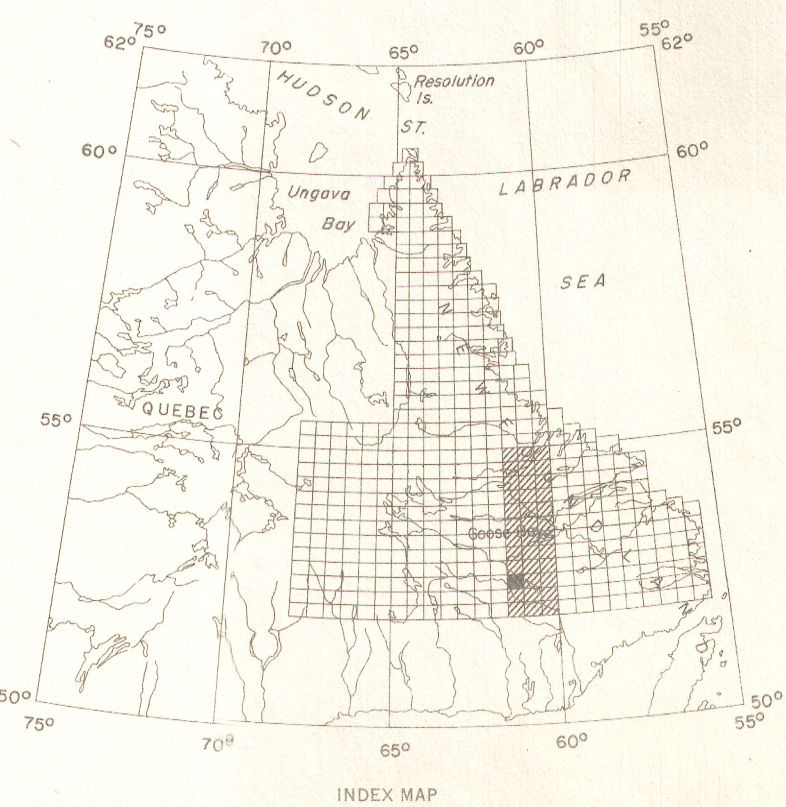 75°
62°
70°
65°
60°
55°
62°
HUDSON
Resolution
Is.
ST.
60°
60°
LABRADOR
Ungava
Bay
SEA
N
E
W
55°
QUEBEC
55°
Goose Bay
F
O
U
N
D
L
A
N
D
50°
50°
75°
70°
65°
60°
55°
INDEX MAP